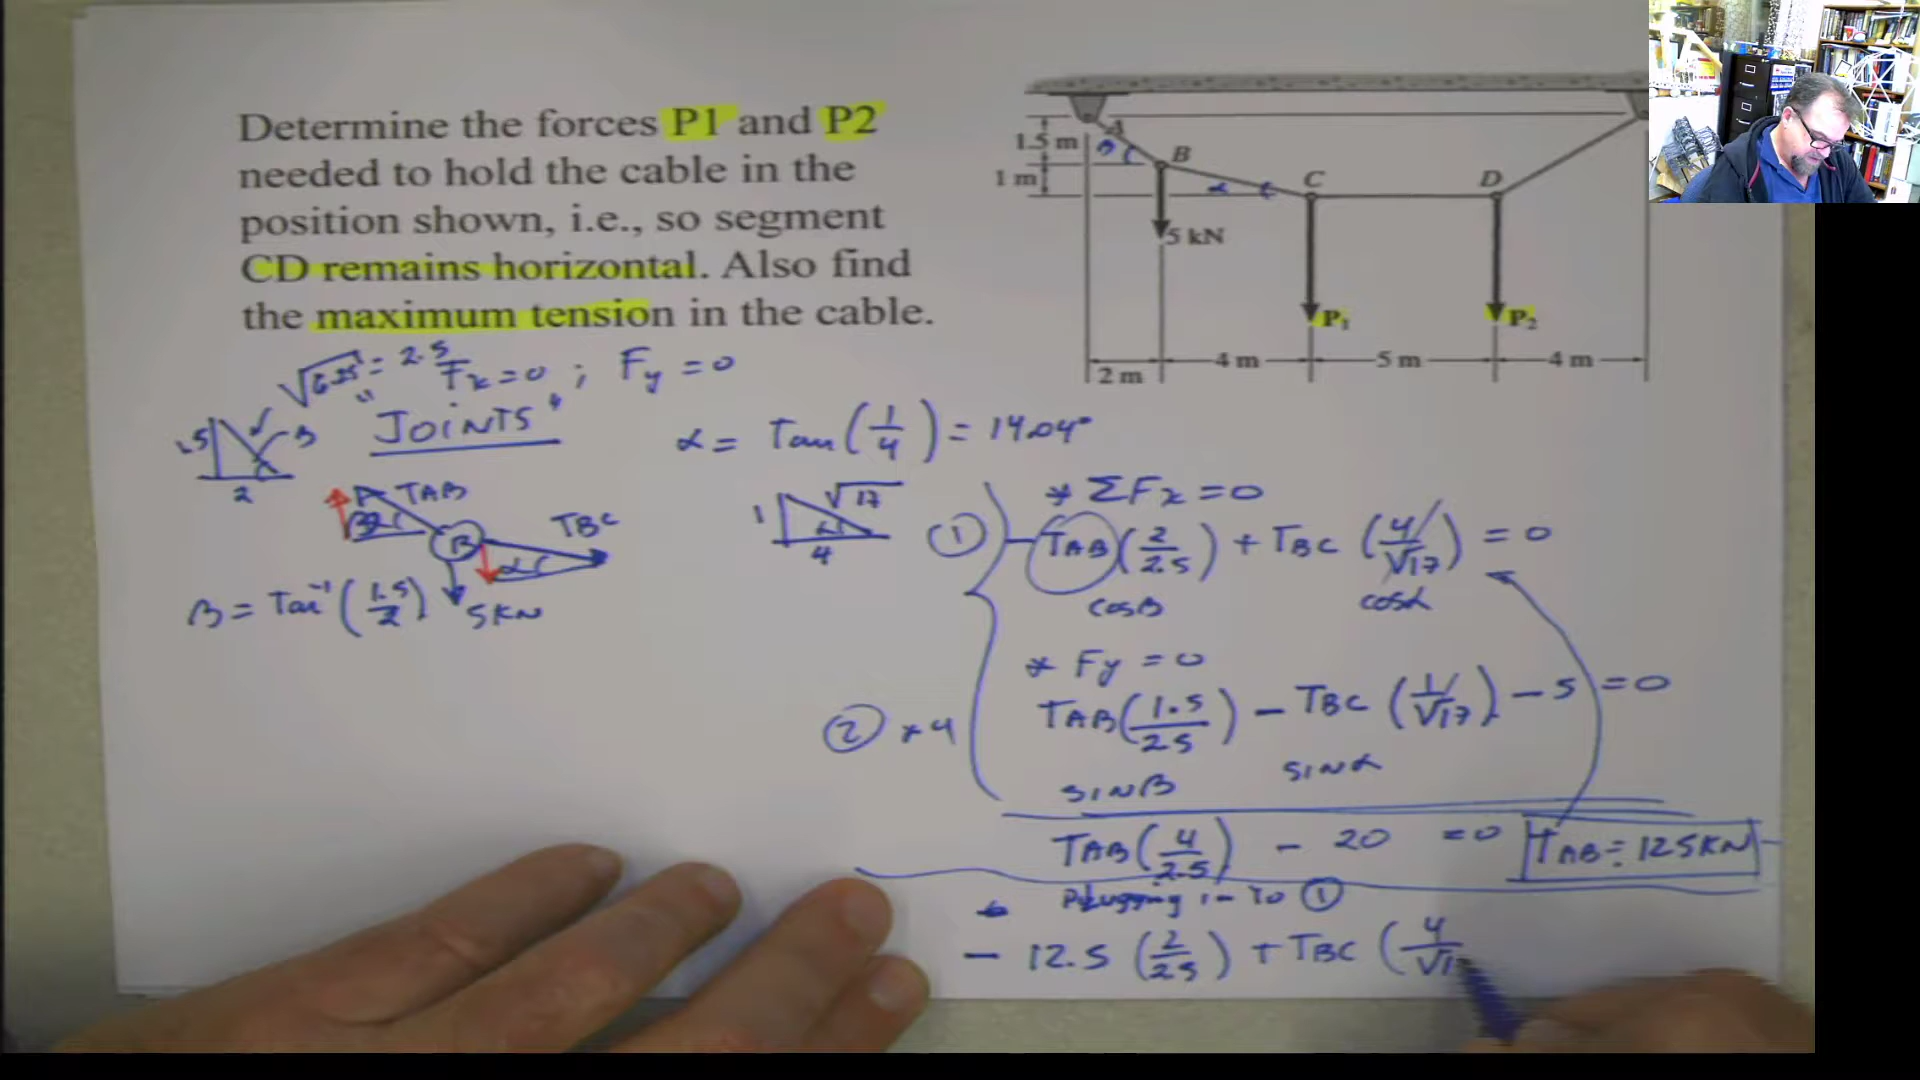 Determine the forces P1 and P2
needed to hold the cable in the
position shown, i.e., so segment
CD remains horizontal. Also find
the maximum tension in the cable.
A
1.5 m
B
1 m
α
C
D
5 kN
P₁
P₂
2 m
4 m
5 m
4 m
√6.25 = 2.5
Fx = 0 ; Fy = 0
"JOINTS"
1.5
β
2
TAB
β
B
TBC
α
5KN
β = Tan⁻¹ (1.5/2)
α = Tan (1/4) = 14.04°
1
√17
α
4
* ΣFx = 0
① - TAB (2/2.5) + TBC (4/√17) = 0
cosβ cosα
* Fy = 0
② * 4
TAB (1.5/2.5) - TBC (1/√17) - 5 = 0
SINβ SINα
TAB (4/2.5) - 20 = 0 TAB = 12.5KN
Plugging in To ①
- 12.5 (2/2.5) + TBC (4/√1